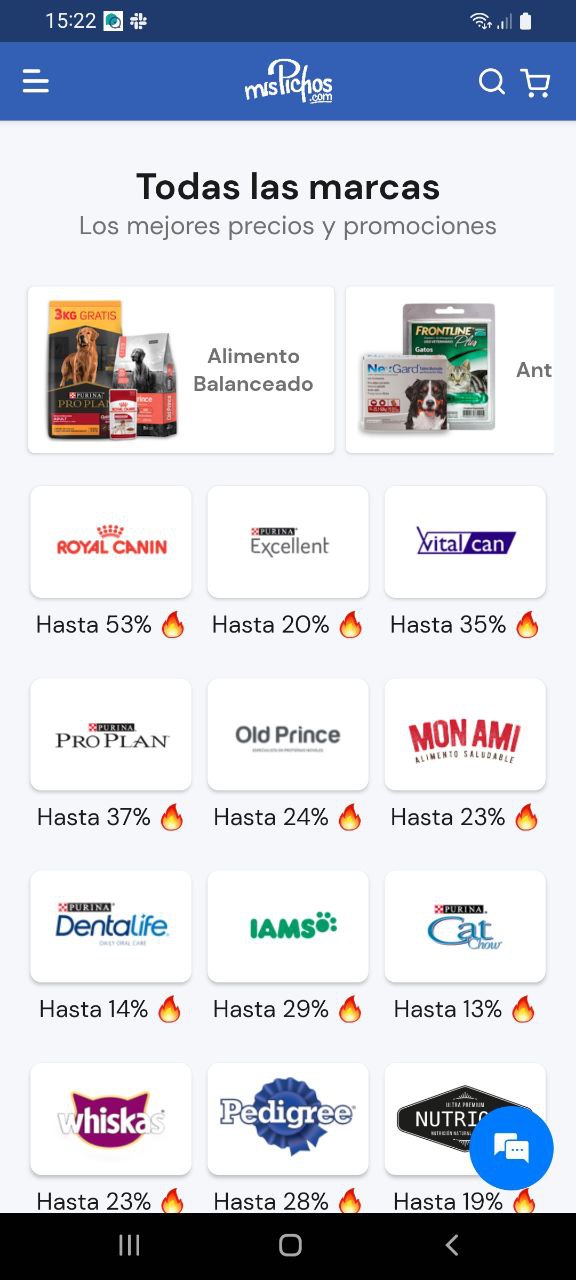 15:22
misPichos
.com
Todas las marcas
Los mejores precios y promociones
3KG GRATIS
PURINA
PRO PLAN
ROYAL CANIN
Alimento
Balanceado
FRONTLINE
Plus
Gatos
NexGard
Ant
ROYAL CANIN
PURINA
Excellent
Vital can
Hasta 53% 🔥
Hasta 20% 🔥
Hasta 35% 🔥
PURINA
PRO PLAN
Old Prince
MON AMI
ALIMENTO SALUDABLE
Hasta 37% 🔥
Hasta 24% 🔥
Hasta 23% 🔥
PURINA
Dentalife
DAILY ORAL CARE
IAMS
PURINA
Cat
Chow
Hasta 14% 🔥
Hasta 29% 🔥
Hasta 13% 🔥
whiskas
Pedigree
ULTRA PREMIUM
NUTRI
Hasta 23% 🔥
Hasta 28% 🔥
Hasta 19% 🔥